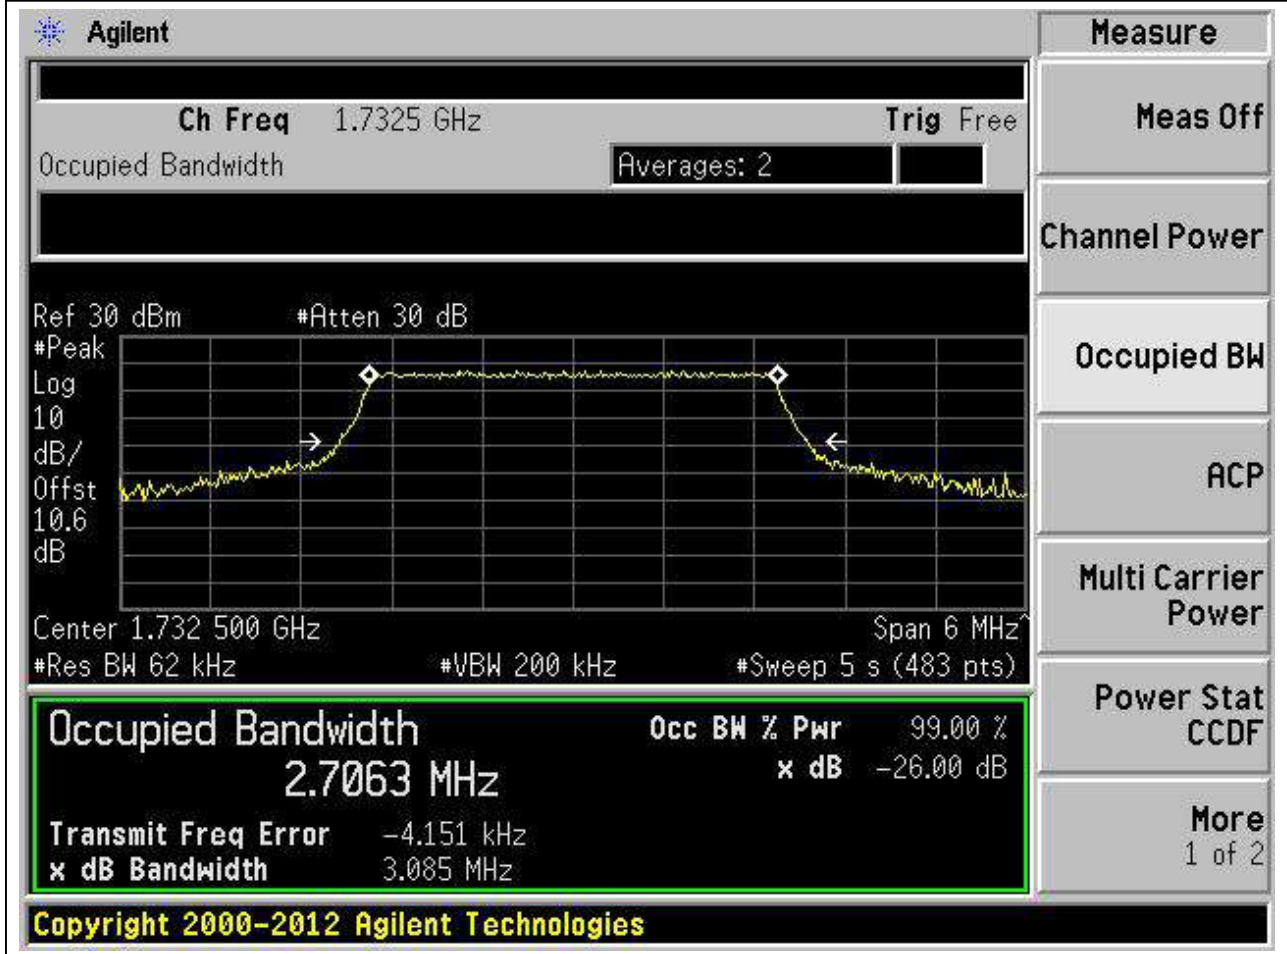 Agilent
Measure
Ch Freq 1.7325 GHz Trig Free
Occupied Bandwidth Averages: 2
Ref 30 dBm #Atten 30 dB
#Peak
Log
10
dB/
Offst
10.6
dB
Center 1.732 500 GHz Span 6 MHz^
#Res BW 62 kHz #VBW 200 kHz #Sweep 5 s (483 pts)
Occupied Bandwidth Occ BW % Pwr 99.00 %
2.7063 MHz x dB -26.00 dB
Transmit Freq Error -4.151 kHz
x dB Bandwidth 3.085 MHz
Copyright 2000-2012 Agilent Technologies
Meas Off
Channel Power
Occupied BW
ACP
Multi Carrier
Power
Power Stat
CCDF
More
1 of 2